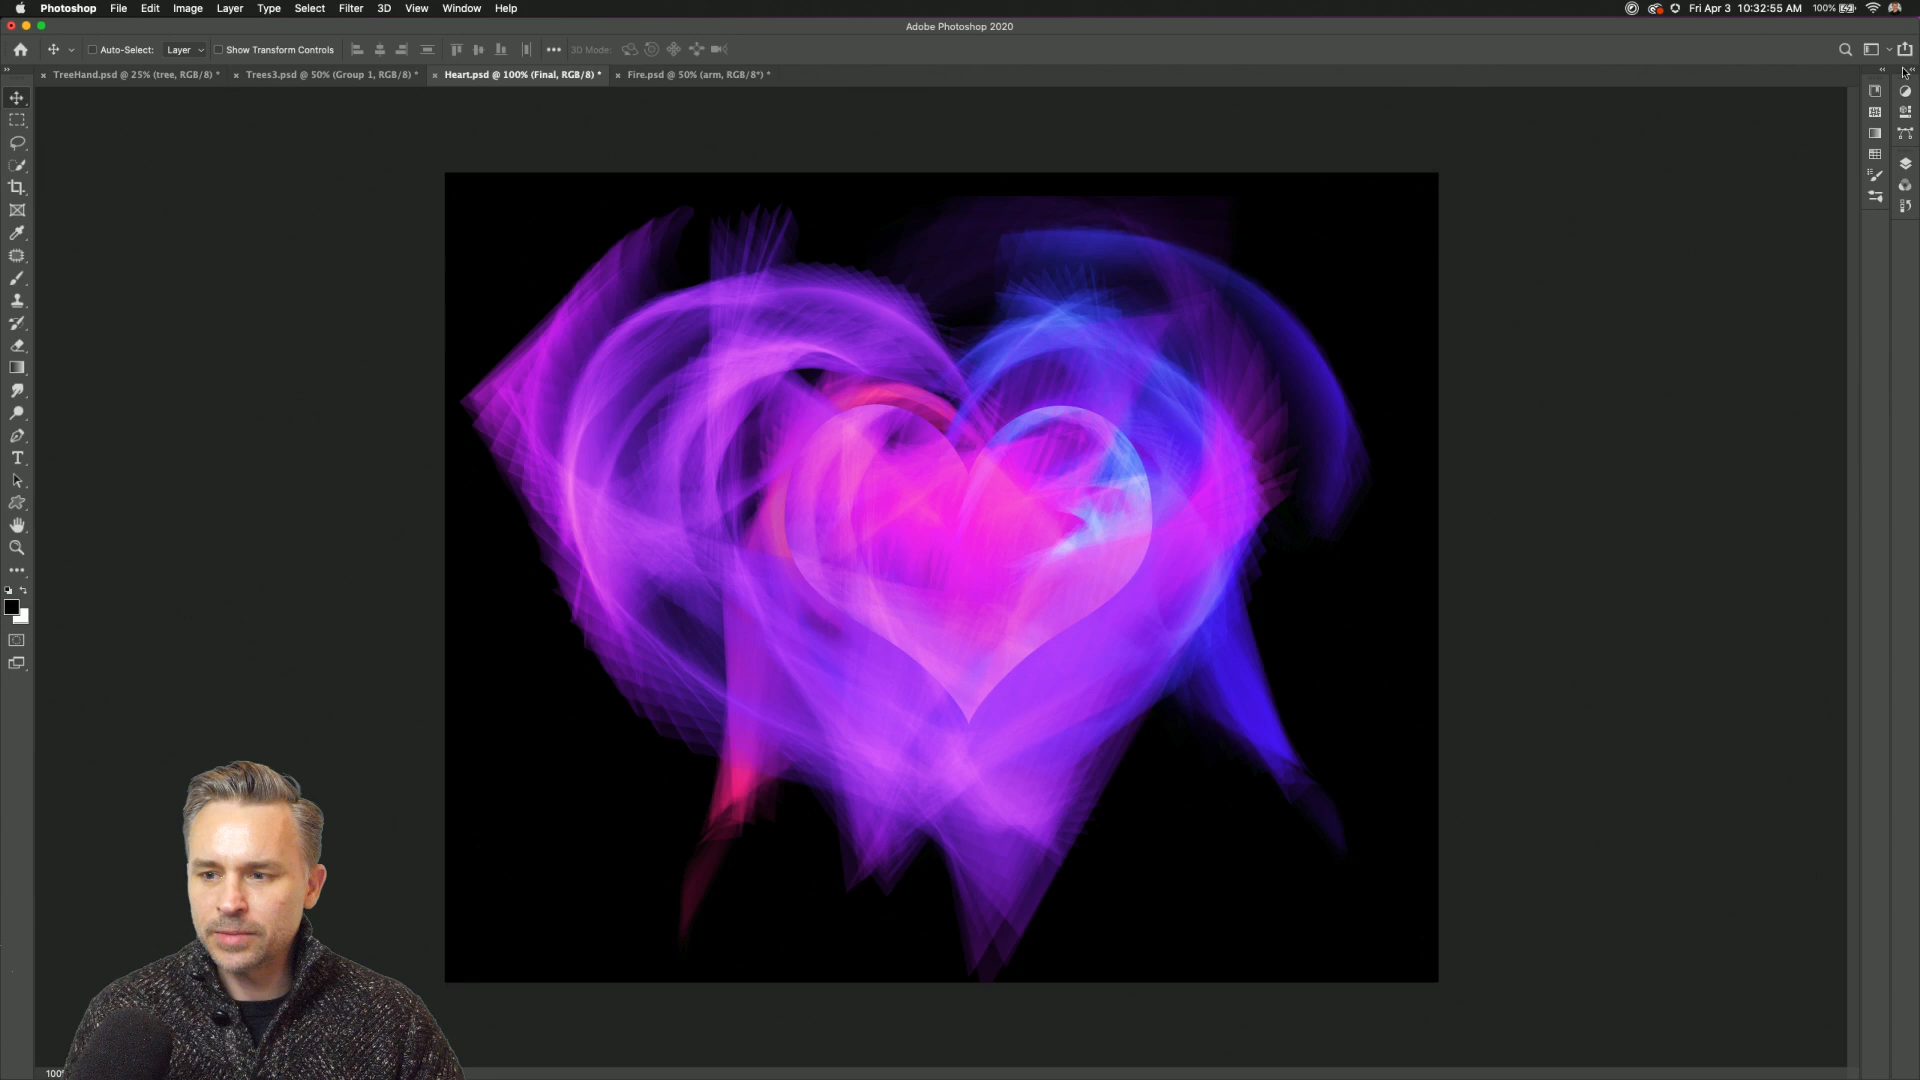 Photoshop File Edit Image Layer Type Select Filter 3D View Window Help Fri Apr 3 10:32:55 AM 100%
Adobe Photoshop 2020
Auto-Select: Layer Show Transform Controls 3D Mode:
TreeHand.psd @ 25% (tree, RGB/8) * Trees3.psd @ 50% (Group 1, RGB/8) * Heart.psd @ 100% (Final, RGB/8) * Fire.psd @ 50% (arm, RGB/8*) *